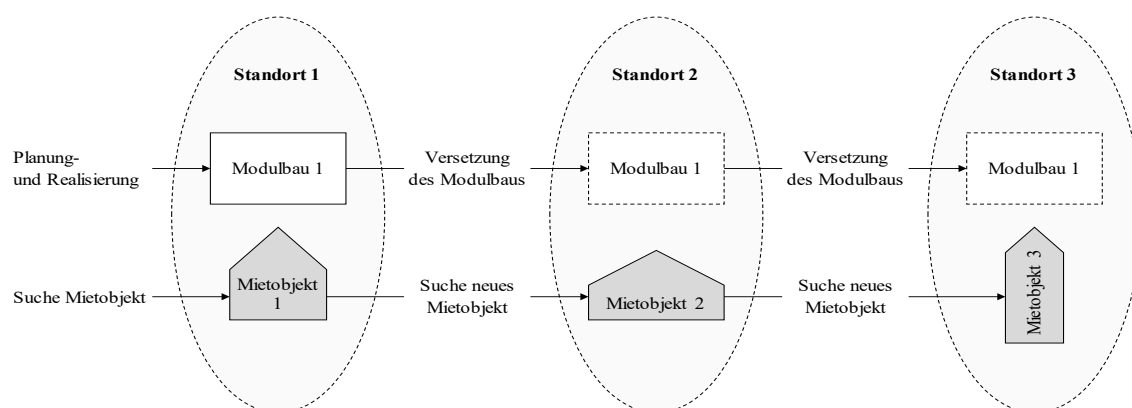 Standort 1
Standort 2
Standort 3
Planung-
und Realisierung
Modulbau 1
Versetzung
des Modulbaus
Modulbau 1
Versetzung
des Modulbaus
Modulbau 1
Suche Mietobjekt
Mietobjekt
1
Suche neues
Mietobjekt
Mietobjekt 2
Suche neues
Mietobjekt
Mietobjekt 3